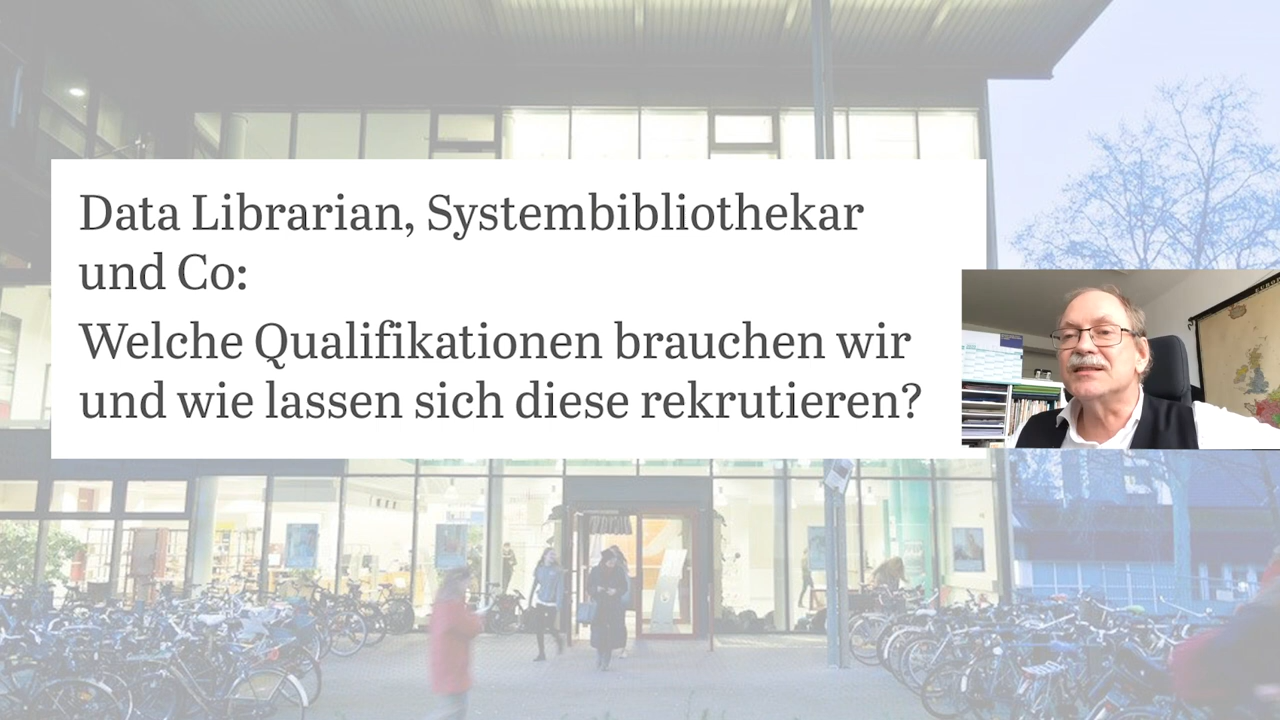 Data Librarian, Systembibliothekar
und Co:
Welche Qualifikationen brauchen wir
und wie lassen sich diese rekrutieren?